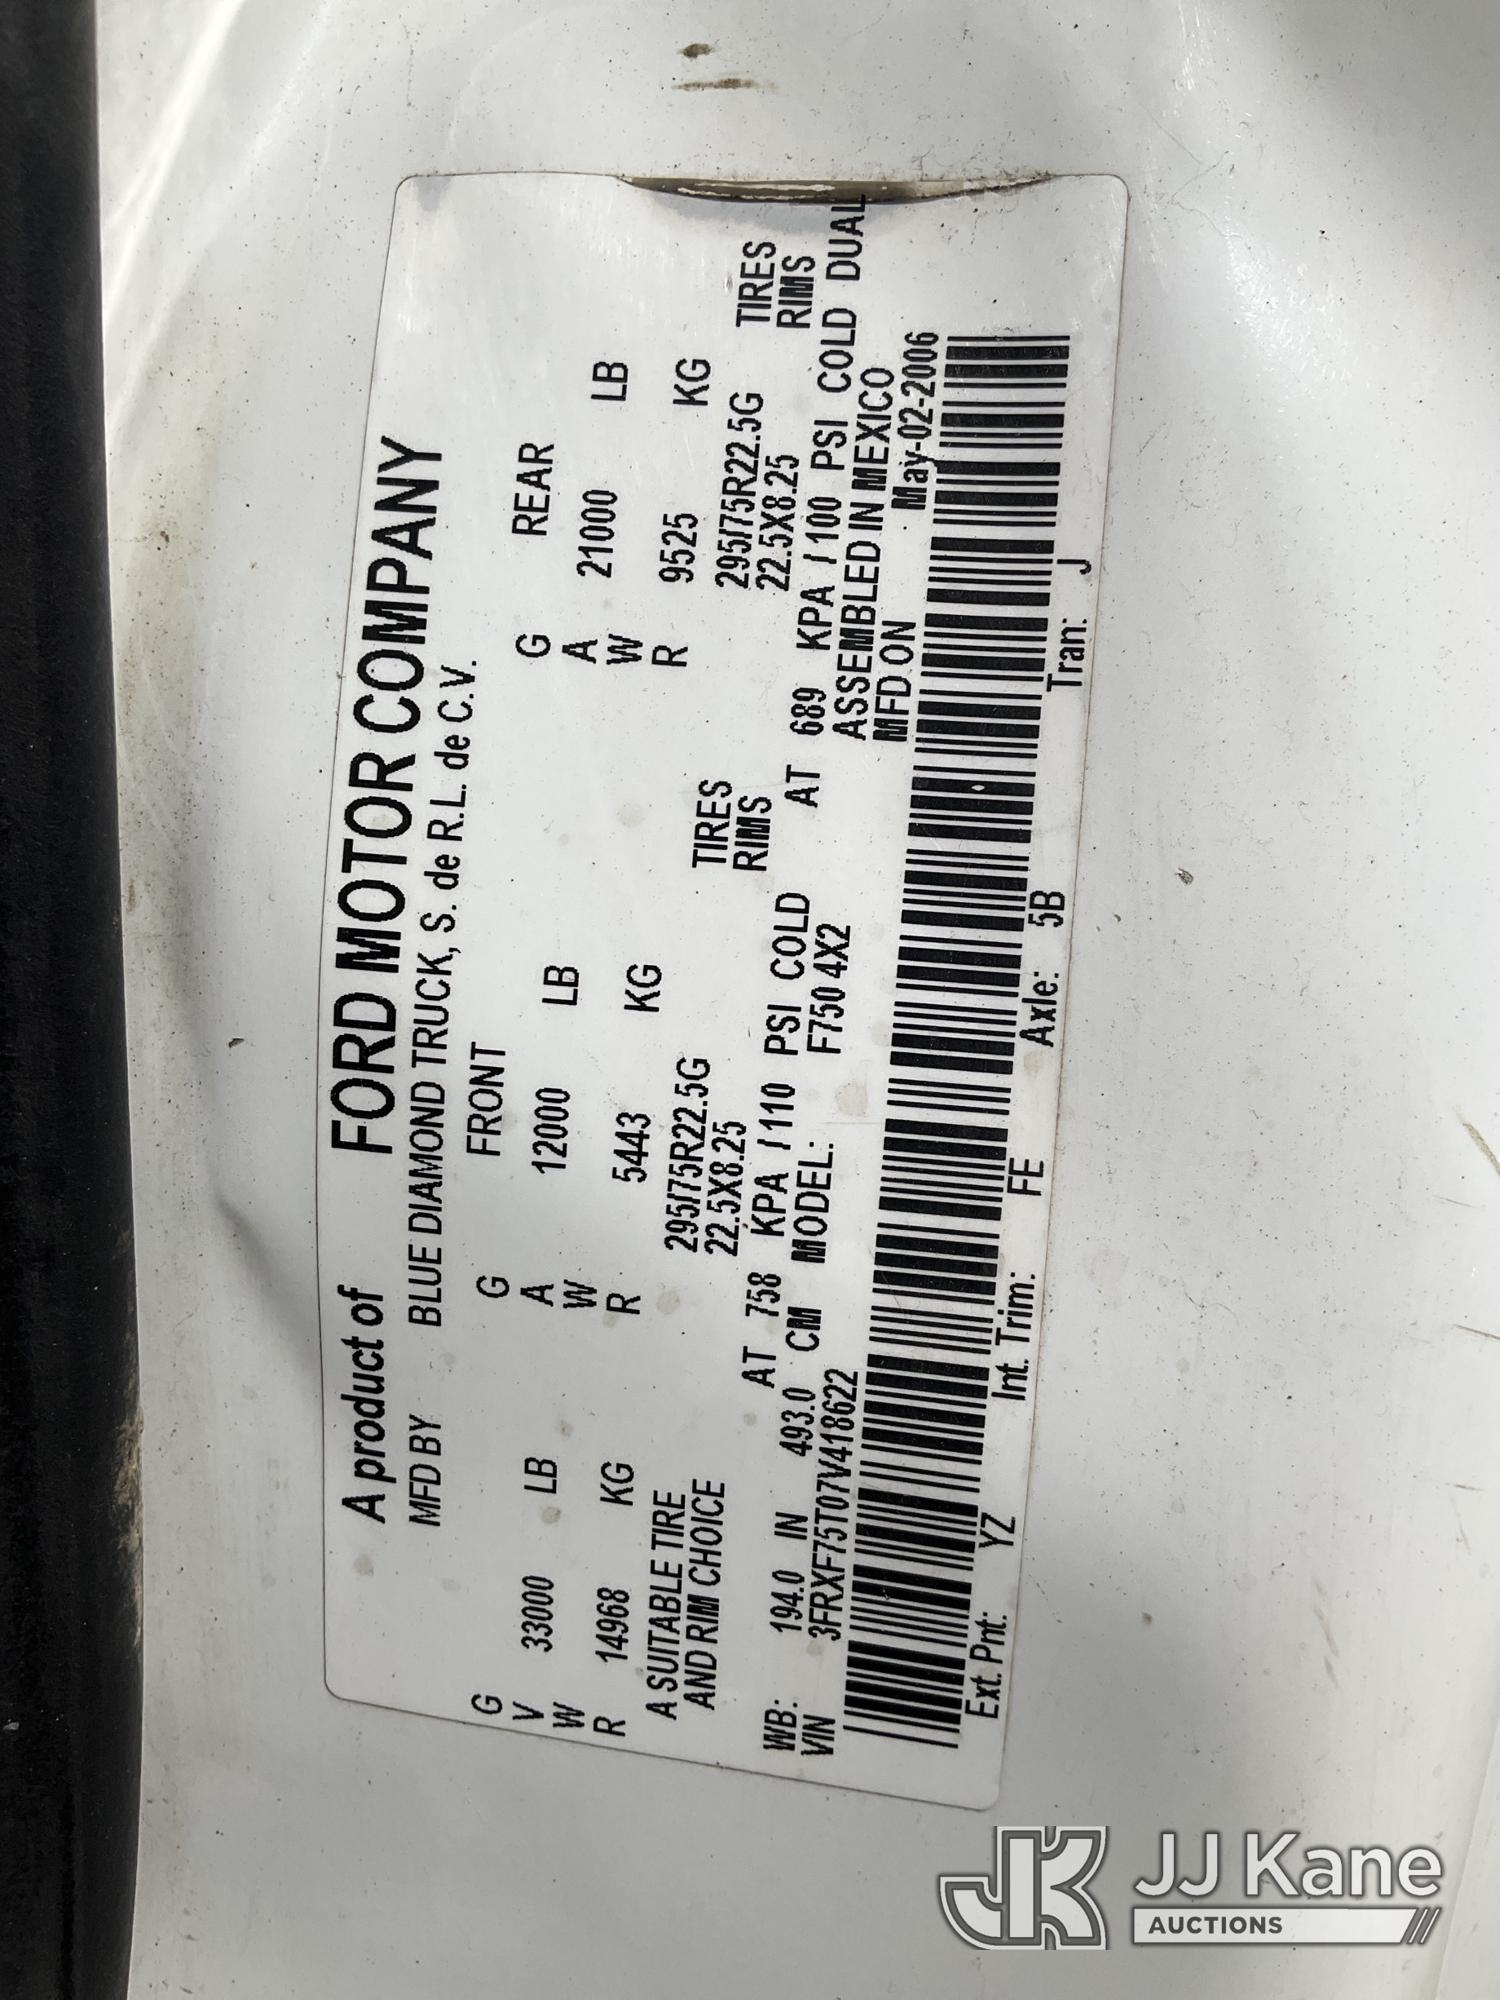 A product of FORD MOTOR COMPANY
MFD BY BLUE DIAMOND TRUCK, S. de R.L. de C.V.
FRONT REAR
G G G
V 33000 LB A 12000 LB A 21000 LB
W W W
R 14968 KG R 5443 KG R 9525 KG
A SUITABLE TIRE 295/75R22.5G TIRES 295/75R22.5G TIRES
AND RIM CHOICE 22.5X8.25 RIMS 22.5X8.25 RIMS
AT 758 KPA / 110 PSI COLD AT 689 KPA / 100 PSI COLD DUAL
WB: 194.0 IN 493.0 CM MODEL: F750 4X2 ASSEMBLED IN MEXICO
VIN 3FRXF75T07V418622 MFD ON May-02-2006
Ext. Pnt: YZ Int. Trim: FE Axle: 5B Tran: J
JK JJ Kane
AUCTIONS